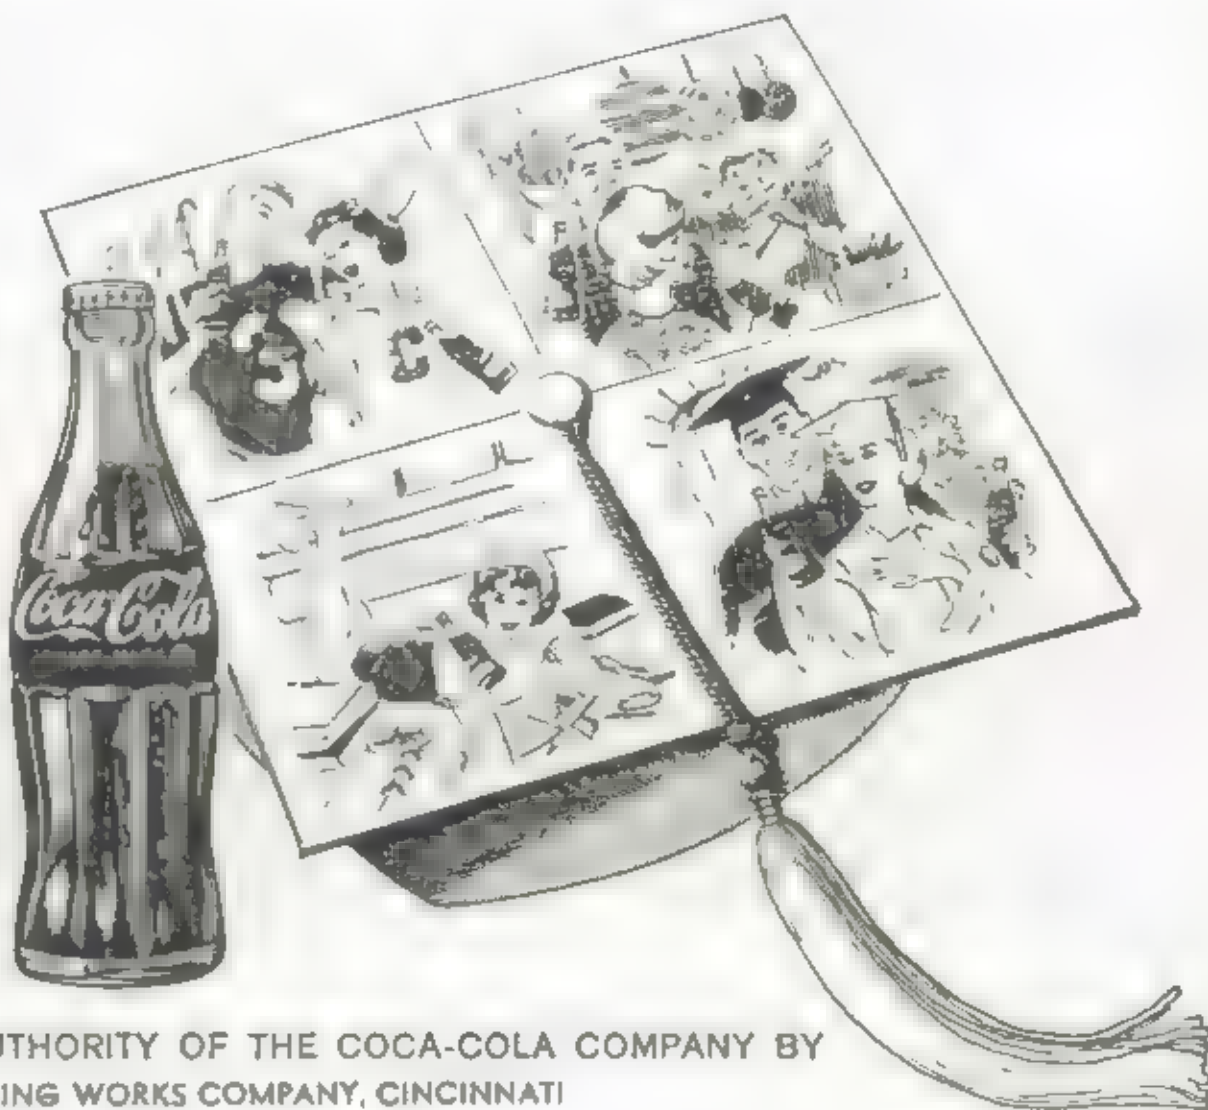 C
Coca-Cola
UTHORITY OF THE COCA-COLA COMPANY BY
ING WORKS COMPANY, CINCINNATI